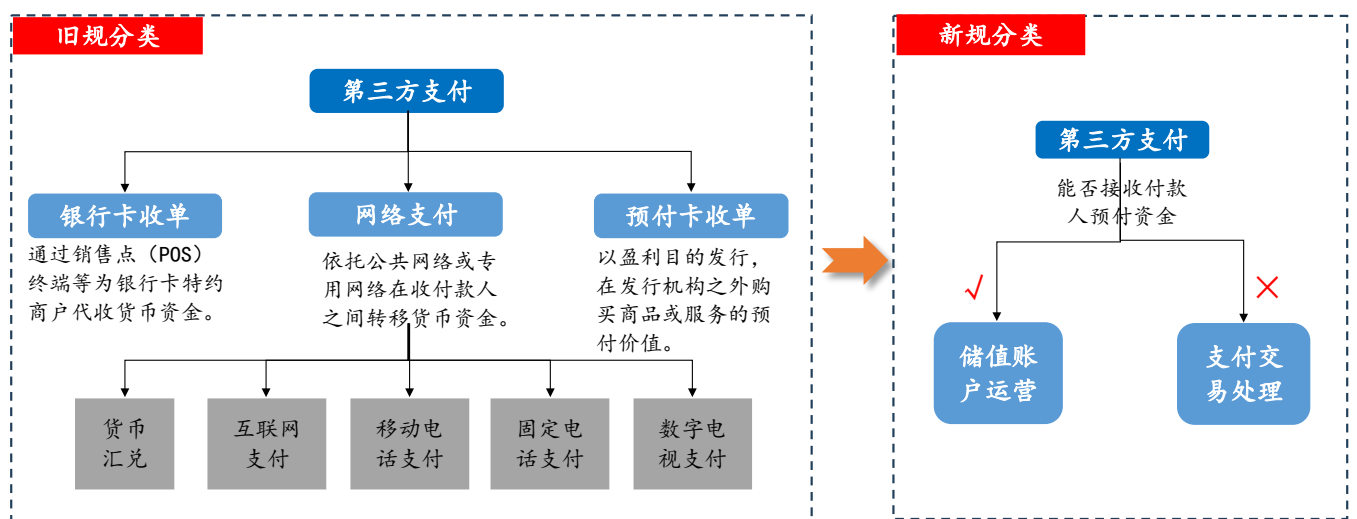 旧规分类
第三方支付
银行卡收单
通过销售点（POS）
终端等为银行卡特约
商户代收货币资金。
网络支付
依托公共网络或专
用网络在收付款人
之间转移货币资金。
预付卡收单
以盈利目的发行，
在发行机构之外购
买商品或服务的预
付价值。
货币
汇兑
互联网
支付
移动电
话支付
固定电
话支付
数字电
视支付
新规分类
第三方支付
能否接收付款
人预付资金
√
×
储值账
户运营
支付交
易处理